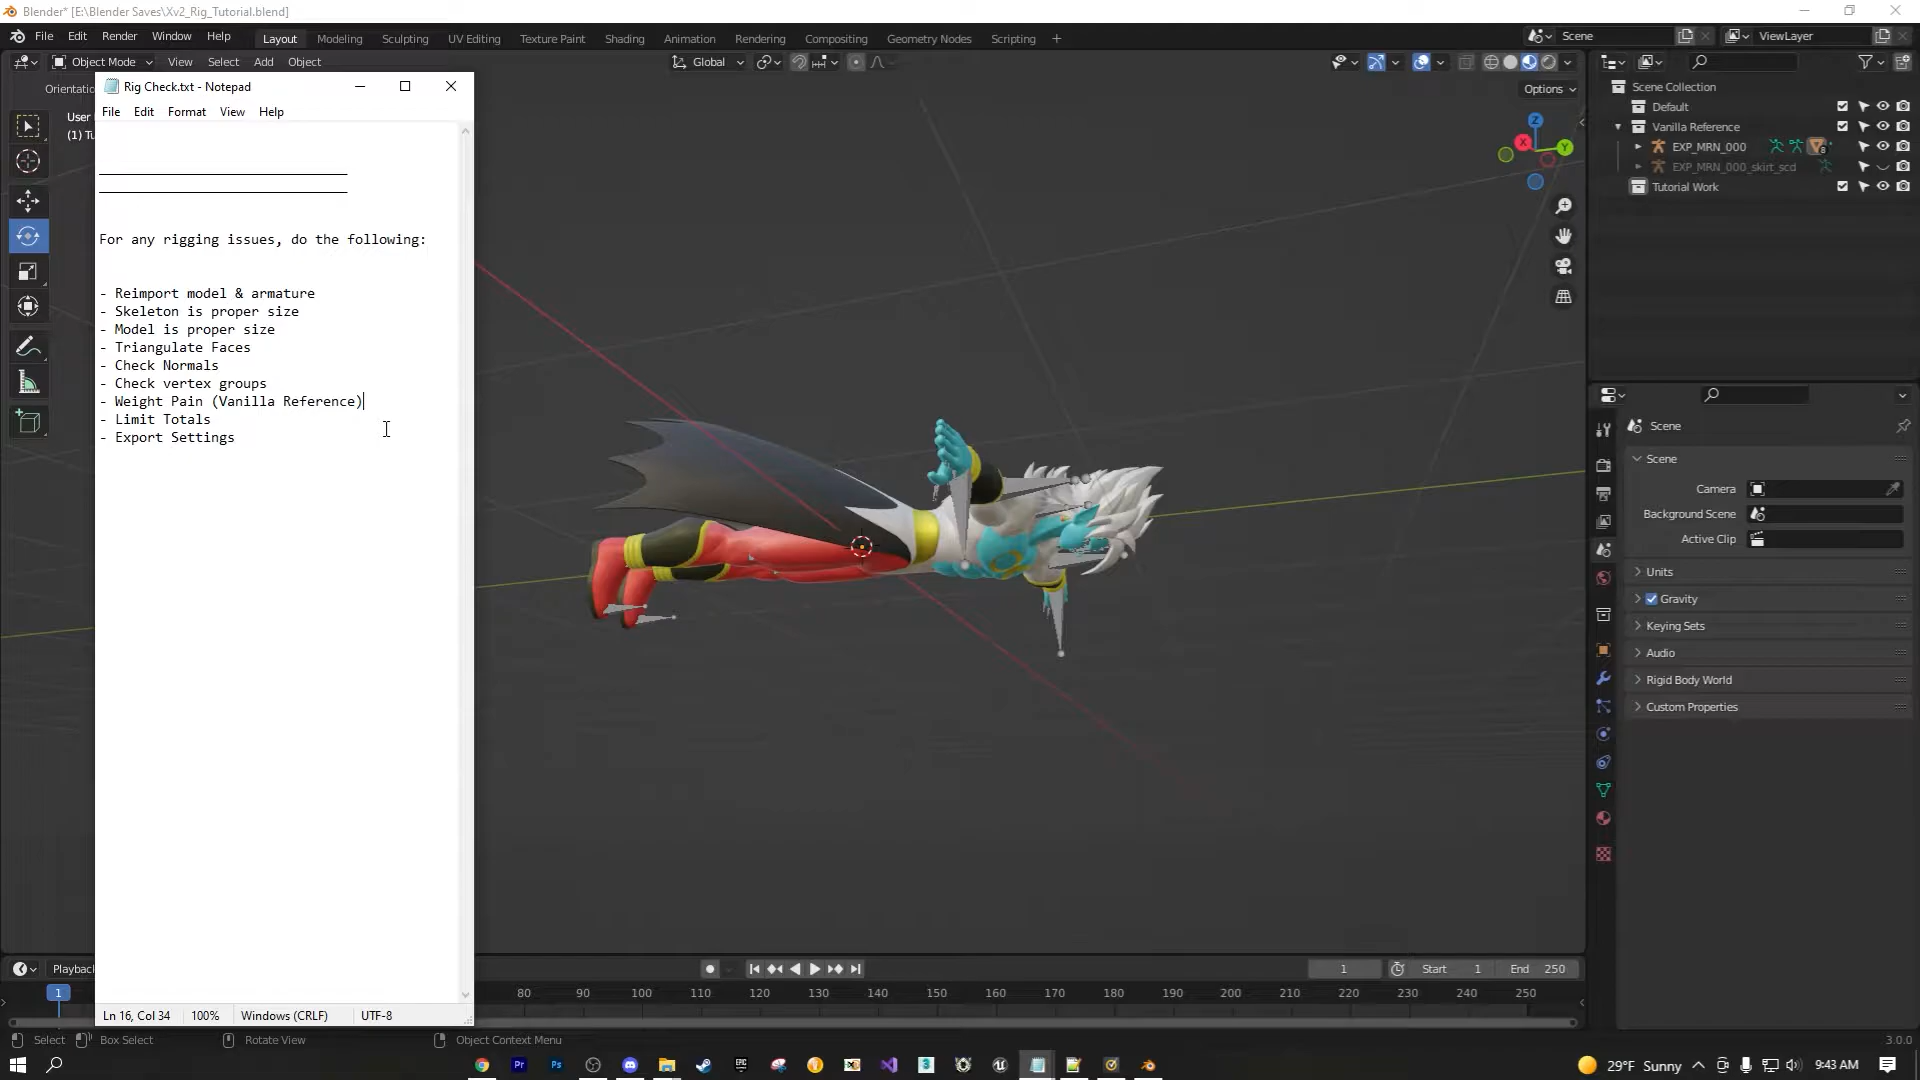 Blender* [E:\Blender Saves\Xv2_Rig_Tutorial.blend]
File Edit Render Window Help
Layout Modeling Sculpting UV Editing Texture Paint Shading Animation Rendering Compositing Geometry Nodes Scripting +
Scene
ViewLayer
Object Mode View Select Add Object
Global
Options
Rig Check.txt - Notepad
File Edit Format View Help
For any rigging issues, do the following:
- Reimport model & armature
- Skeleton is proper size
- Model is proper size
- Triangulate Faces
- Check Normals
- Check vertex groups
- Weight Pain (Vanilla Reference)
- Limit Totals
- Export Settings
Ln 16, Col 34 100% Windows (CRLF) UTF-8
User
(1) Tu
Z
X
Y
Scene Collection
Default
Vanilla Reference
EXP_MRN_000
8
EXP_MRN_000_skirt_scd
Tutorial Work
Scene
Scene
Camera
Background Scene
Active Clip
Units
Gravity
Keying Sets
Audio
Rigid Body World
Custom Properties
1 Start 1 End 250
1 80 90 100 110 120 130 140 150 160 170 180 190 200 210 220 230 240 250
Select Box Select Rotate View Object Context Menu
3.0.0
29°F Sunny 9:43 AM